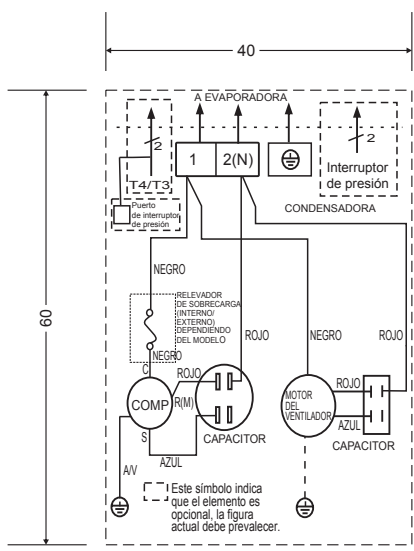 40
60
A EVAPORADORA
2
T4/T3
1
2(N)
2
Interruptor
de presión
Puerto
de interruptor
de presión
CONDENSADORA
NEGRO
RELEVADOR
DE SOBRECARGA
(INTERNO/
EXTERNO)
DEPENDIENDO
DEL MODELO
ROJO
NEGRO
ROJO
NEGRO
C
ROJO
COMP
R(M)
S
AZUL
A/V
CAPACITOR
MOTOR
DEL
VENTILADOR
ROJO
AZUL
CAPACITOR
Este símbolo indica
que el elemento es
opcional, la figura
actual debe prevalecer.